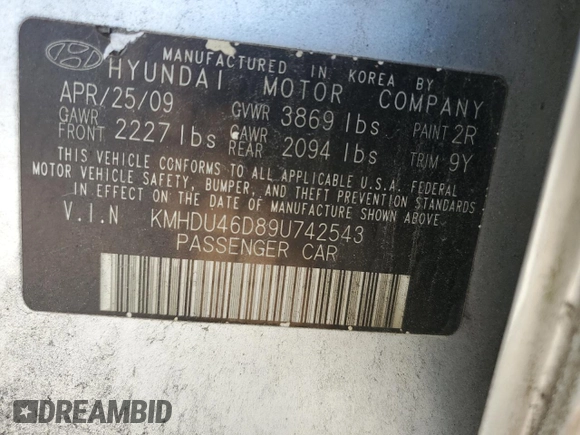 MANUFACTURED IN KOREA BY
HYUNDAI MOTOR COMPANY
APR/25/09 GVWR 3869 lbs PAINT 2R
GAWR FRONT 2227 lbs GAWR REAR 2094 lbs TRIM 9Y
THIS VEHICLE CONFORMS TO ALL APPLICABLE U.S.A. FEDERAL
MOTOR VEHICLE SAFETY, BUMPER, AND THEFT PREVENTION STANDARDS
IN EFFECT ON THE DATE OF MANUFACTURE SHOWN ABOVE.
V.I.N KMHDU46D89U742543
PASSENGER CAR
DREAMBID